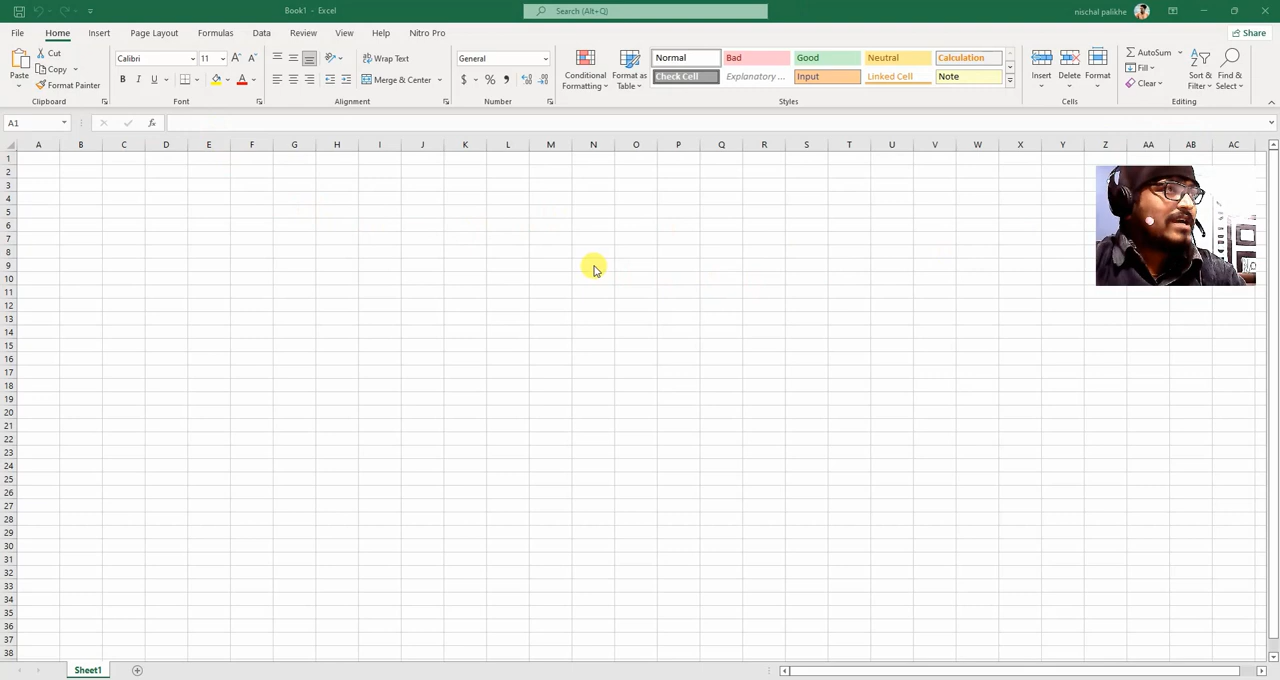 Book1 - Excel
Search (Alt+Q)
nischal palikhe
File Home Insert Page Layout Formulas Data Review View Help Nitro Pro Share
Paste Cut Copy Format Painter Clipboard
Calibri 11 A A B I U A Font
Wrap Text Merge & Center Alignment
General $ % , Number
Conditional Formatting Format as Table
Normal Bad Good Neutral Calculation
Check Cell Explanatory ... Input Linked Cell Note
Styles
Insert Delete Format Cells
AutoSum Fill Clear Sort & Filter Find & Select Editing
A1 fx
A B C D E F G H I J K L M N O P Q R S T U V W X Y Z AA AB AC
1
2
3
4
5
6
7
8
9
10
11
12
13
14
15
16
17
18
19
20
21
22
23
24
25
26
27
28
29
30
31
32
33
34
35
36
37
38
Sheet1